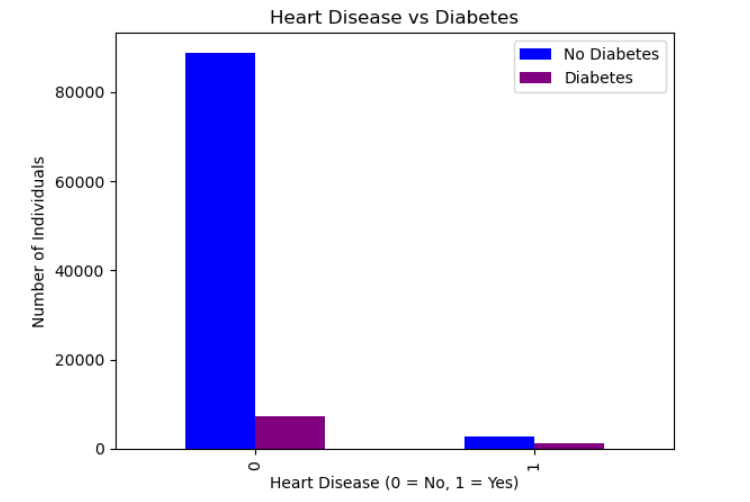 Heart Disease vs Diabetes
No Diabetes
Diabetes
Number of Individuals
80000
60000
40000
20000
0
0
1
Heart Disease (0 = No, 1 = Yes)